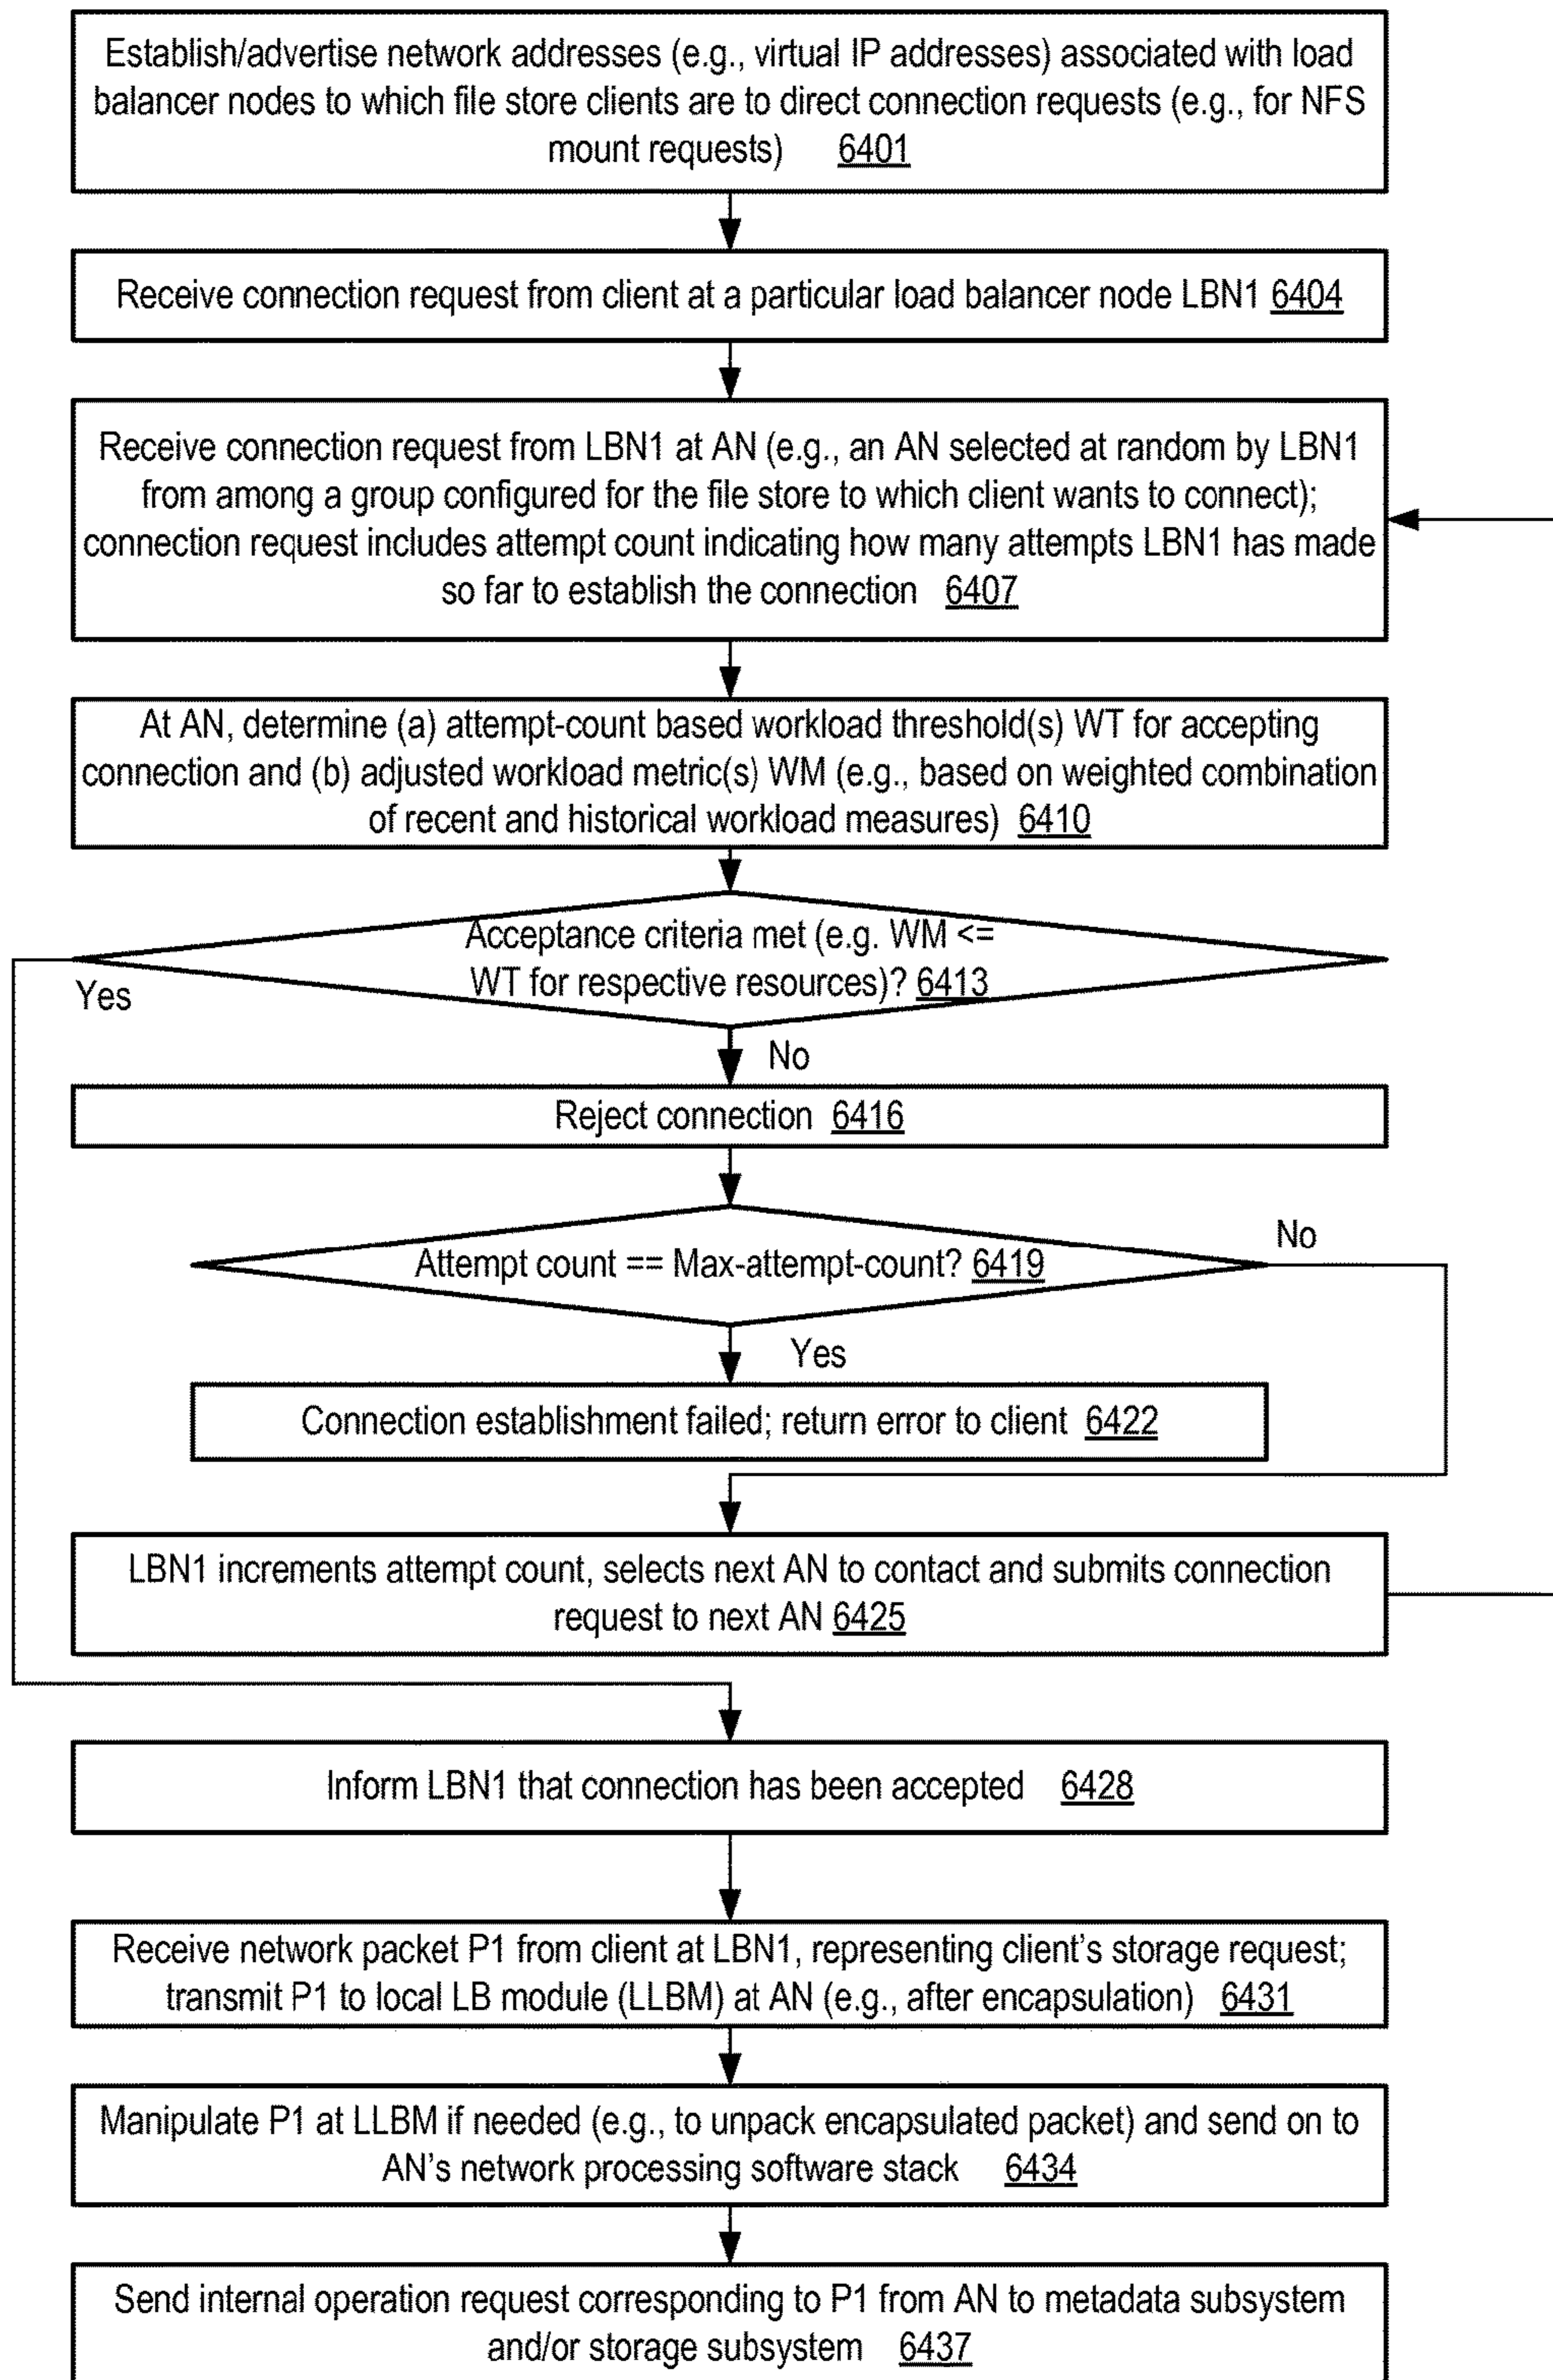 Establish/advertise network addresses (e.g., virtual IP addresses) associated with load
balancer nodes to which file store clients are to direct connection requests (e.g., for NFS
mount requests) 6401
Receive connection request from client at a particular load balancer node LBN1 6404
Receive connection request from LBN1 at AN (e.g., an AN selected at random by LBN1
from among a group configured for the file store to which client wants to connect);
connection request includes attempt count indicating how many attempts LBN1 has made
so far to establish the connection 6407
At AN, determine (a) attempt-count based workload threshold(s) WT for accepting
connection and (b) adjusted workload metric(s) WM (e.g., based on weighted combination
of recent and historical workload measures) 6410
Acceptance criteria met (e.g. WM <=
WT for respective resources)? 6413
Yes
No
Reject connection 6416
No
Attempt count == Max-attempt-count? 6419
Yes
Connection establishment failed; return error to client 6422
LBN1 increments attempt count, selects next AN to contact and submits connection
request to next AN 6425
Inform LBN1 that connection has been accepted 6428
Receive network packet P1 from client at LBN1, representing client's storage request;
transmit P1 to local LB module (LLBM) at AN (e.g., after encapsulation) 6431
Manipulate P1 at LLBM if needed (e.g., to unpack encapsulated packet) and send on to
AN's network processing software stack 6434
Send internal operation request corresponding to P1 from AN to metadata subsystem
and/or storage subsystem 6437